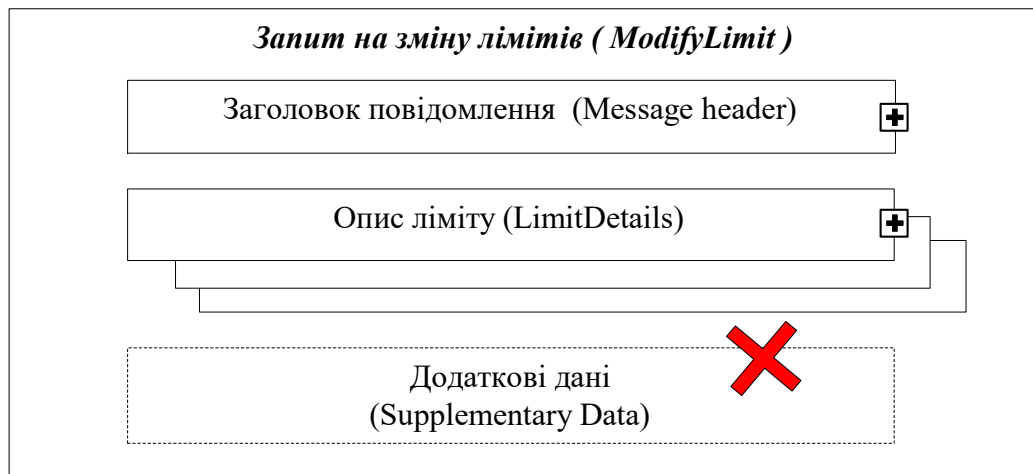 Запит на зміну лімітів ( ModifyLimit )
Заголовок повідомлення (Message header)
Опис ліміту (LimitDetails)
Додаткові дані
(Supplementary Data)